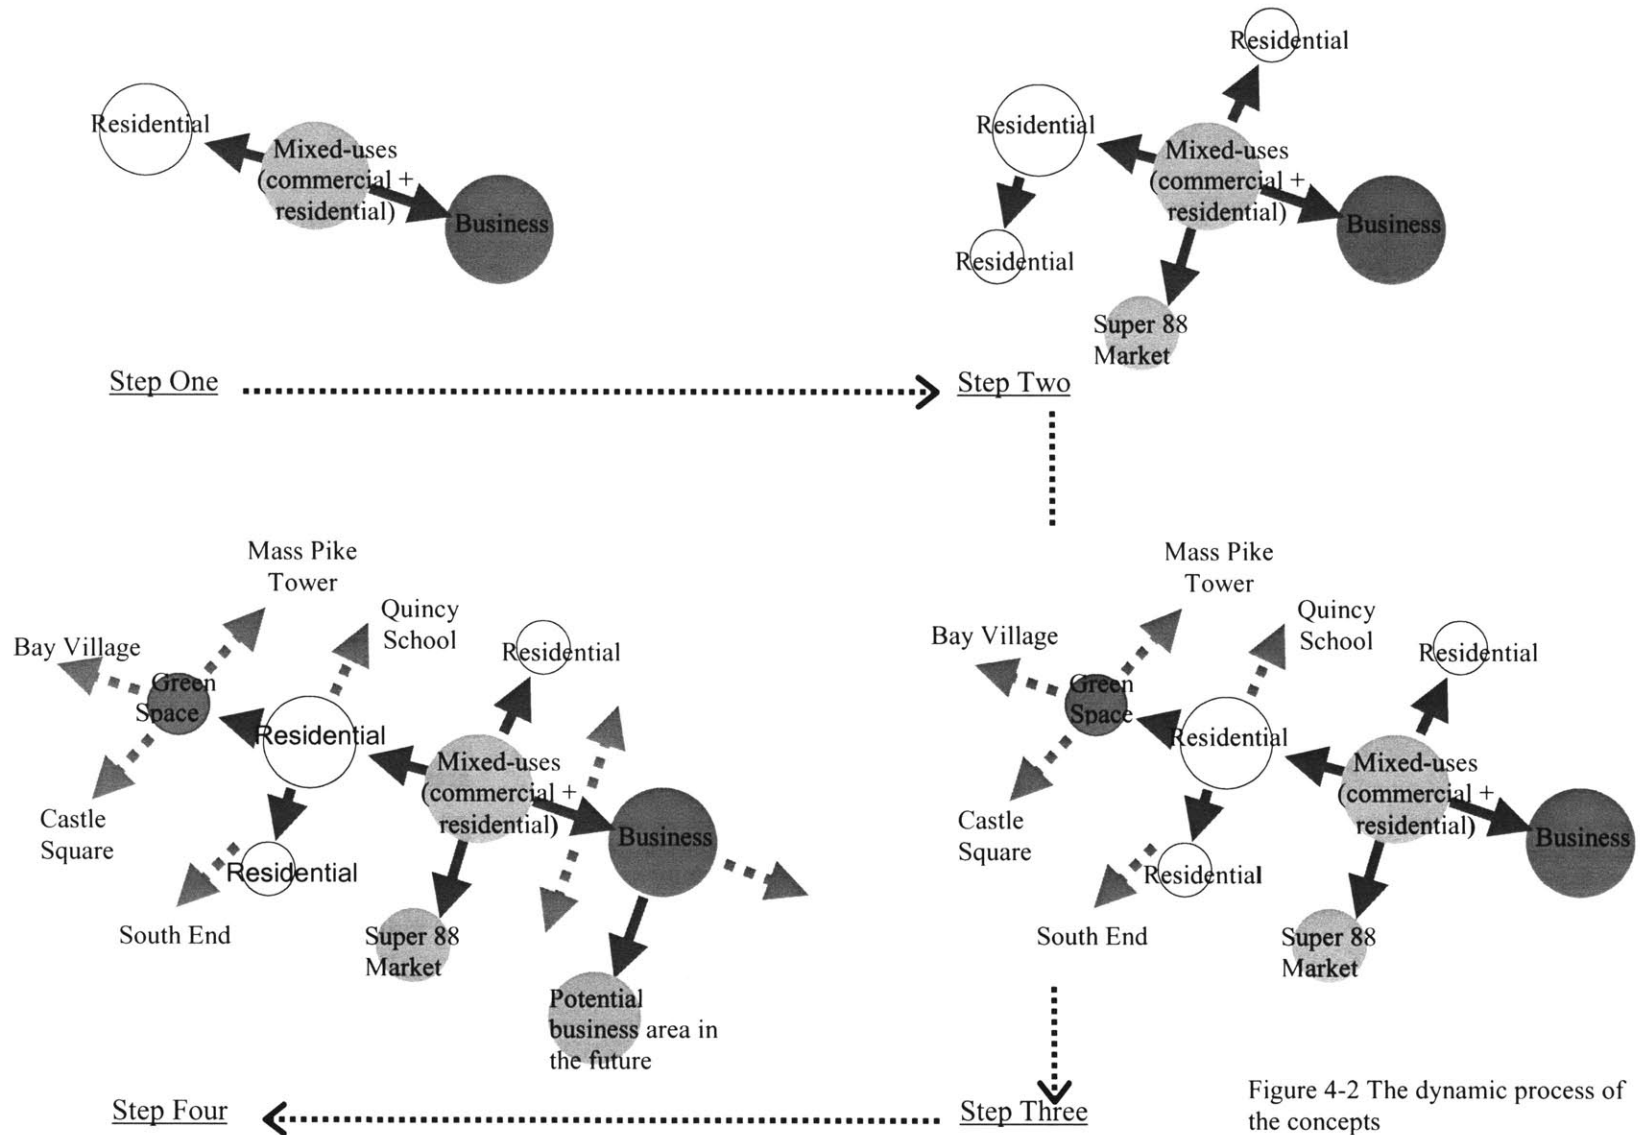 Residential
Mixed-uses
(commercial +
residential)
Business
Step One
Residential
Residential
Mixed-uses
(commercial +
residential)
Business
Residential
Super 88
Market
Step Two
Mass Pike
Tower
Quincy
School
Bay Village
Residential
Green
Space
Residential
Mixed-uses
(commercial +
residential)
Business
Castle
Square
Residential
South End
Super 88
Market
Potential
business area in
the future
Step Four
Mass Pike
Tower
Quincy
School
Bay Village
Residential
Green
Space
Residential
Mixed-uses
(commercial +
residential)
Business
Castle
Square
Residential
South End
Super 88
Market
Step Three
Figure 4-2 The dynamic process of
the concepts